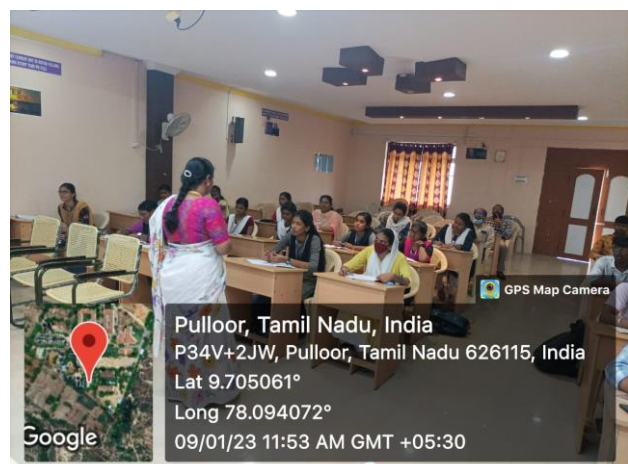 GPS Map Camera
Pulloor, Tamil Nadu, India
P34V+2JW, Pulloor, Tamil Nadu 626115, India
Lat 9.705061°
Long 78.094072°
09/01/23 11:53 AM GMT +05:30
Google